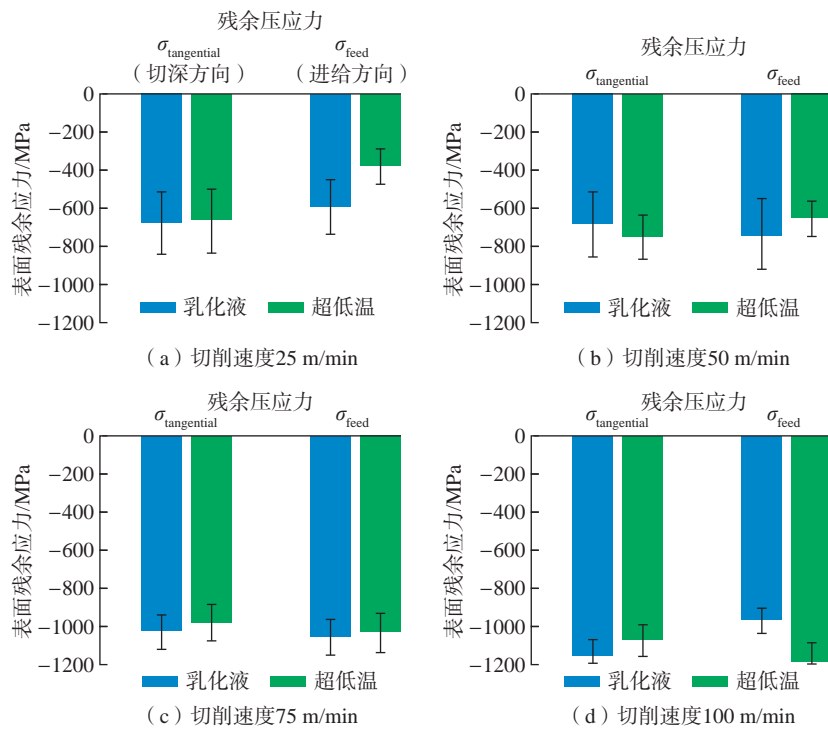 残余压应力
σtangential
（切深方向）
σfeed
（进给方向）
表面残余应力/MPa
0
−200
−400
−600
−800
−1000
−1200
乳化液
超低温
（a）切削速度25 m/min
残余压应力
σtangential
σfeed
表面残余应力/MPa
0
−200
−400
−600
−800
−1000
−1200
乳化液
超低温
（b）切削速度50 m/min
残余压应力
σtangential
σfeed
表面残余应力/MPa
0
−200
−400
−600
−800
−1000
−1200
乳化液
超低温
（c）切削速度75 m/min
残余压应力
σtangential
σfeed
表面残余应力/MPa
0
−200
−400
−600
−800
−1000
−1200
乳化液
超低温
（d）切削速度100 m/min